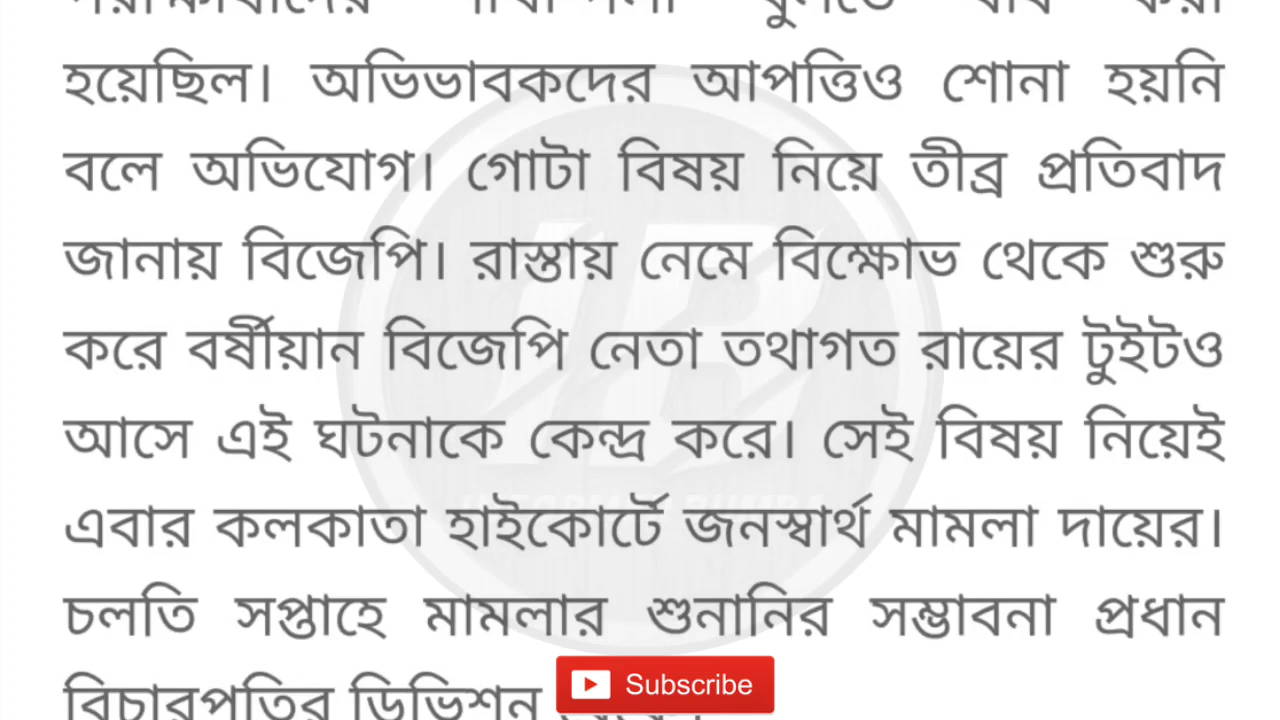 হয়েছিল। অভিভাবকদের আপত্তিও শোনা হয়নি
বলে অভিযোগ। গোটা বিষয় নিয়ে তীব্র প্রতিবাদ
জানায় বিজেপি। রাস্তায় নেমে বিক্ষোভ থেকে শুরু
করে বর্ষীয়ান বিজেপি নেতা তথাগত রায়ের টুইটও
আসে এই ঘটনাকে কেন্দ্র করে। সেই বিষয় নিয়েই
এবার কলকাতা হাইকোর্টে জনস্বার্থ মামলা দায়ের।
চলতি সপ্তাহে মামলার শুনানির সম্ভাবনা প্রধান
বিচারপতির ডিভিশন
Subscribe